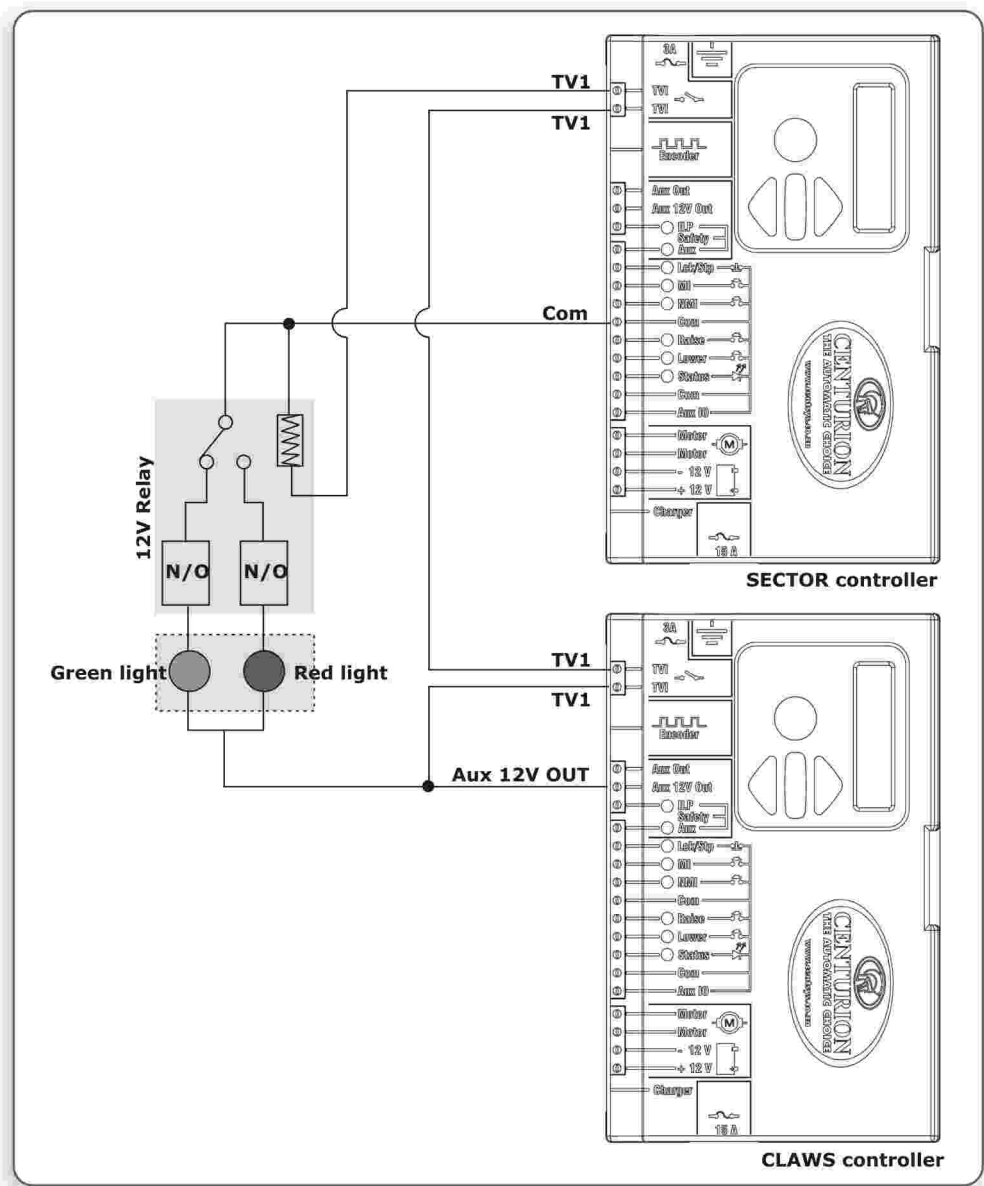 TV1
TV1
Com
12V Relay
N/O
N/O
Green light
Red light
TV1
TV1
Aux 12V OUT
3A
TVI
TVI
Encoder
Aux Out
Aux 12V Out
I.P
Safety
Aux
Lck/Stp
MI
NMI
Com
Raise
Lower
Status
Com
Aux IO
Motor
Motor
M
- 12 V
+ 12 V
Charger
15 A
CENTURION
THE AUTOMATIC CHOICE
SECTOR controller
3A
TVI
TVI
Encoder
Aux Out
Aux 12V Out
I.P
Safety
Aux
Lck/Stp
MI
NMI
Com
Raise
Lower
Status
Com
Aux IO
Motor
Motor
M
- 12 V
+ 12 V
Charger
15 A
CENTURION
THE AUTOMATIC CHOICE
CLAWS controller